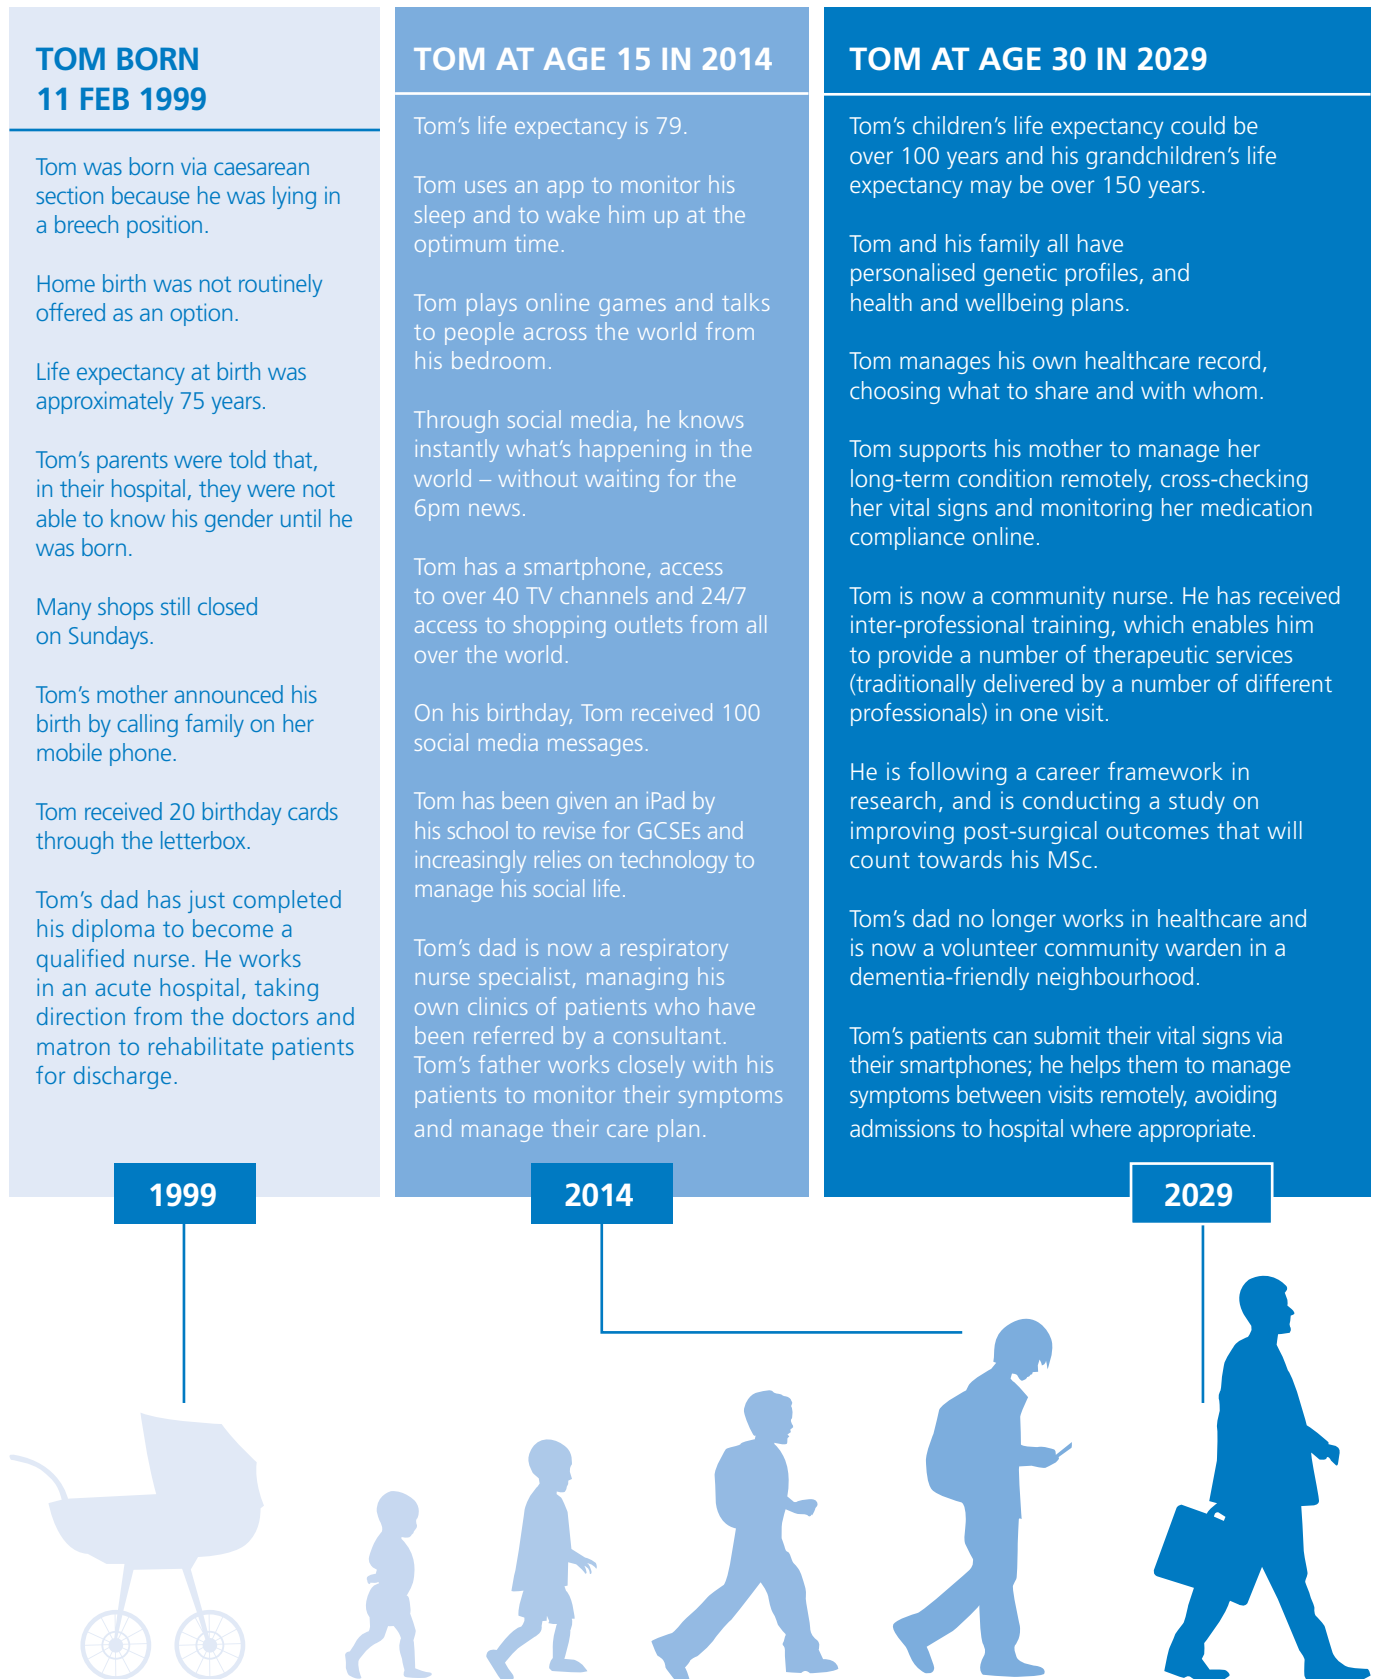 TOM BORN
11 FEB 1999
Tom was born via caesarean
section because he was lying in
a breech position.
Home birth was not routinely
offered as an option.
Life expectancy at birth was
approximately 75 years.
Tom's parents were told that,
in their hospital, they were not
able to know his gender until he
was born.
Many shops still closed
on Sundays.
Tom's mother announced his
birth by calling family on her
mobile phone.
Tom received 20 birthday cards
through the letterbox.
Tom's dad has just completed
his diploma to become a
qualified nurse. He works
in an acute hospital, taking
direction from the doctors and
matron to rehabilitate patients
for discharge.
1999
TOM AT AGE 15 IN 2014
Tom's life expectancy is 79.
Tom uses an app to monitor his
sleep and to wake him up at the
optimum time.
Tom plays online games and talks
to people across the world from
his bedroom.
Through social media, he knows
instantly what's happening in the
world – without waiting for the
6pm news.
Tom has a smartphone, access
to over 40 TV channels and 24/7
access to shopping outlets from all
over the world.
On his birthday, Tom received 100
social media messages.
Tom has been given an iPad by
his school to revise for GCSEs and
increasingly relies on technology to
manage his social life.
Tom's dad is now a respiratory
nurse specialist, managing his
own clinics of patients who have
been referred by a consultant.
Tom's father works closely with his
patients to monitor their symptoms
and manage their care plan.
2014
TOM AT AGE 30 IN 2029
Tom's children's life expectancy could be
over 100 years and his grandchildren's life
expectancy may be over 150 years.
Tom and his family all have
personalised genetic profiles, and
health and wellbeing plans.
Tom manages his own healthcare record,
choosing what to share and with whom.
Tom supports his mother to manage her
long-term condition remotely, cross-checking
her vital signs and monitoring her medication
compliance online.
Tom is now a community nurse. He has received
inter-professional training, which enables him
to provide a number of therapeutic services
(traditionally delivered by a number of different
professionals) in one visit.
He is following a career framework in
research, and is conducting a study on
improving post-surgical outcomes that will
count towards his MSc.
Tom's dad no longer works in healthcare and
is now a volunteer community warden in a
dementia-friendly neighbourhood.
Tom's patients can submit their vital signs via
their smartphones; he helps them to manage
symptoms between visits remotely, avoiding
admissions to hospital where appropriate.
2029